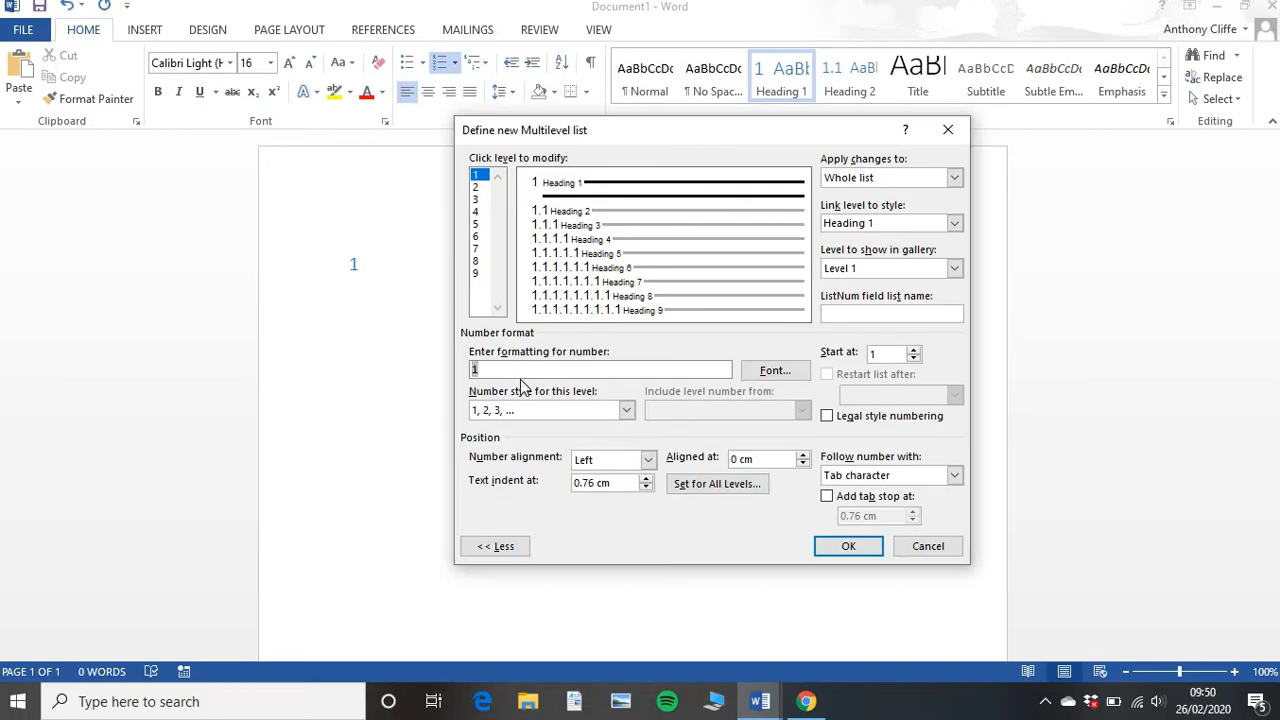 Document1 - Word
FILE HOME INSERT DESIGN PAGE LAYOUT REFERENCES MAILINGS REVIEW VIEW Anthony Cliffe
Paste
Cut
Copy
Format Painter
Clipboard
Calibri Light (H 16
B I U abc X₂ X²
Font
AaBbCcDc AaBbCcDc 1 AaBb 1.1 AaBb AaBb AaBbCcD AaBbCcDc AaBbCcDc
¶ Normal ¶ No Spac... Heading 1 Heading 2 Title Subtitle Subtle Em... Emphasis
Find
Replace
Select
Editing
1
Define new Multilevel list
Click level to modify:
1
2
3
4
5
6
7
8
9
1 Heading 1
1.1 Heading 2
1.1.1 Heading 3
1.1.1.1 Heading 4
1.1.1.1.1 Heading 5
1.1.1.1.1.1 Heading 6
1.1.1.1.1.1.1 Heading 7
1.1.1.1.1.1.1.1 Heading 8
1.1.1.1.1.1.1.1.1 Heading 9
Apply changes to:
Whole list
Link level to style:
Heading 1
Level to show in gallery:
Level 1
ListNum field list name:
Number format
Enter formatting for number:
1
Font...
Number style for this level:
1, 2, 3, ...
Include level number from:
Start at: 1
Restart list after:
Legal style numbering
Position
Number alignment: Left
Aligned at: 0 cm
Text indent at: 0.76 cm
Set for All Levels...
Follow number with:
Tab character
Add tab stop at:
0.76 cm
<< Less
OK
Cancel
PAGE 1 OF 1 0 WORDS 100%
Type here to search
09:50
26/02/2020
5